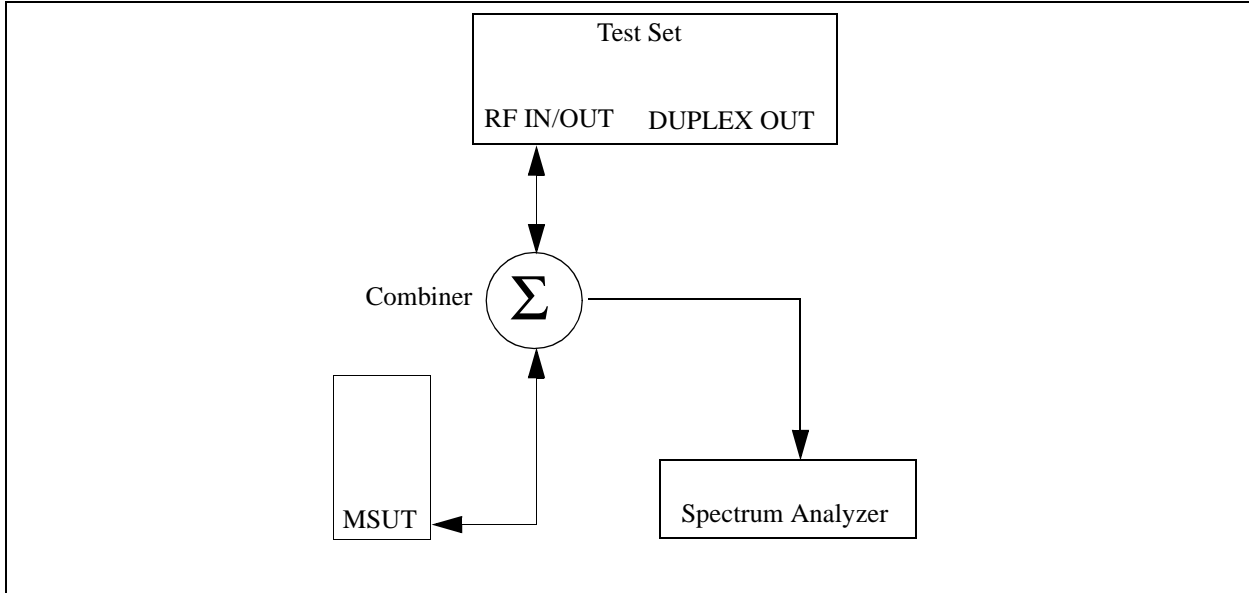 Test Set
RF IN/OUT DUPLEX OUT
Combiner
Σ
MSUT
Spectrum Analyzer